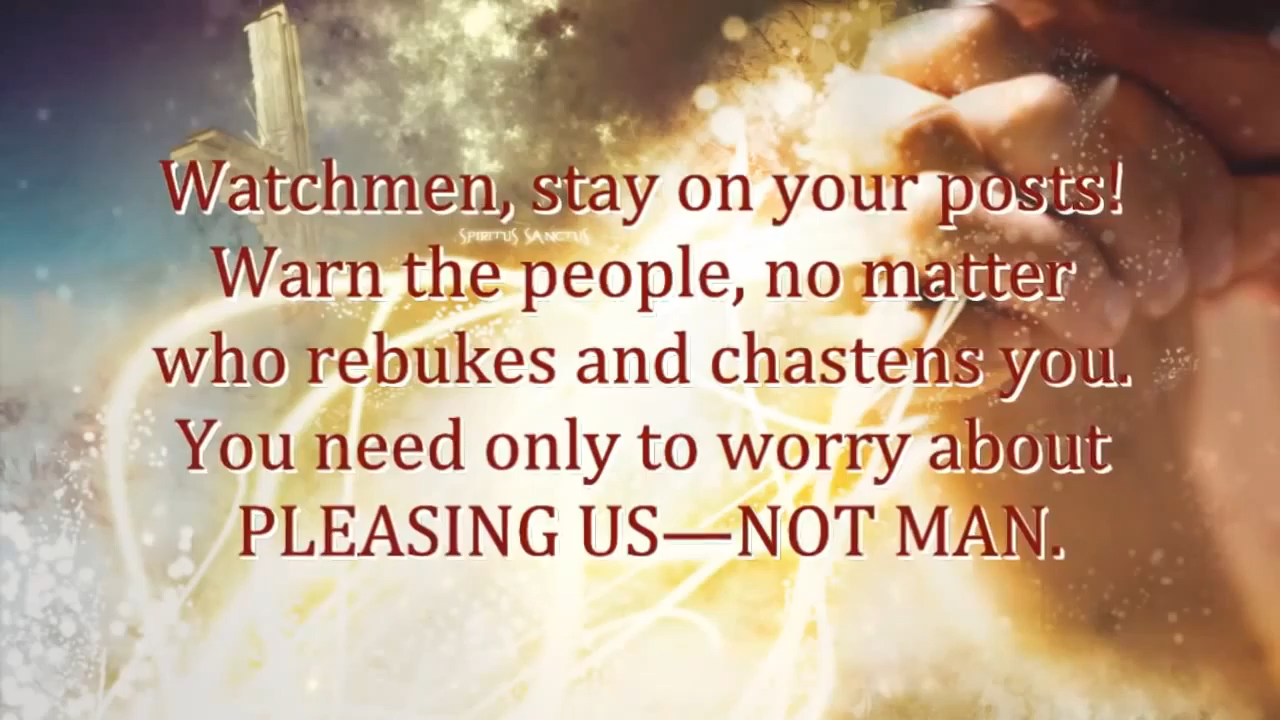 Watchmen, stay on your posts!
SPIRITUS SANCTUS
Warn the people, no matter
who rebukes and chastens you.
You need only to worry about
PLEASING US—NOT MAN.